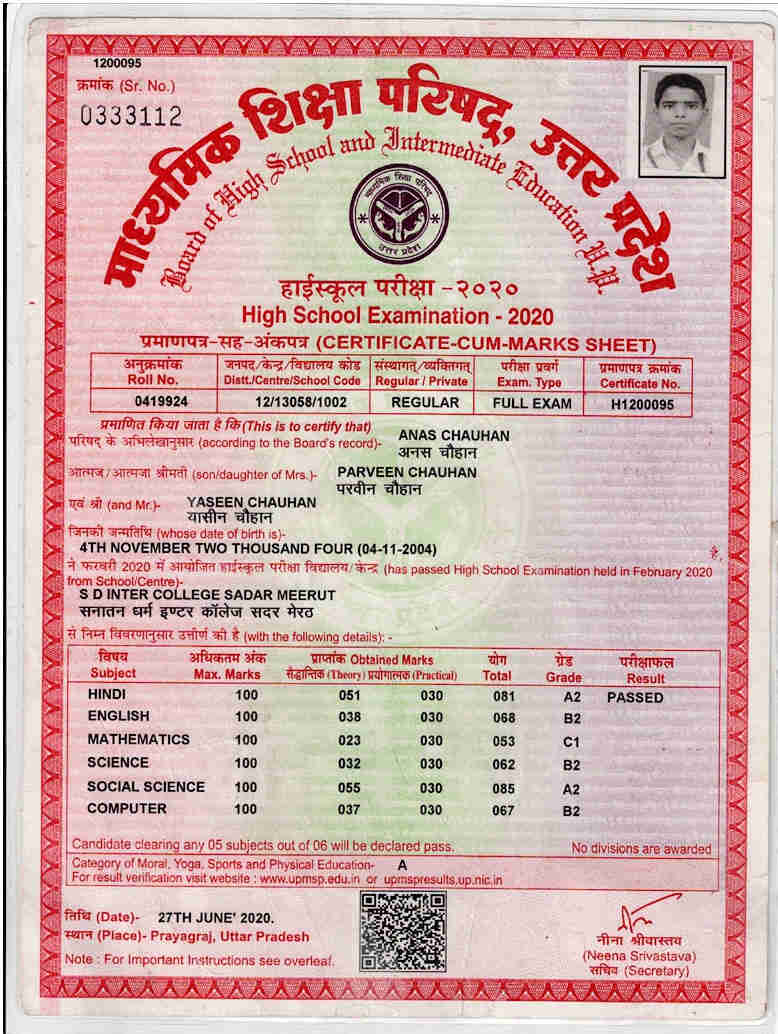 1200095
क्रमांक (Sr. No.)
0333112
माध्यमिक शिक्षा परिषद्, उत्तर प्रदेश
Board of High School and Intermediate Education U.P.
माध्यमिक शिक्षा परिषद्
उत्तर प्रदेश
हाईस्कूल परीक्षा -२०२०
High School Examination - 2020
प्रमाणपत्र-सह-अंकपत्र (CERTIFICATE-CUM-MARKS SHEET)
अनुक्रमांक जनपद/केन्द्र/विद्यालय कोड संस्थागत्/व्यक्तिगत् परीक्षा प्रवर्ग प्रमाणपत्र क्रमांक
Roll No. Distt./Centre/School Code Regular / Private Exam. Type Certificate No.
0419924 12/13058/1002 REGULAR FULL EXAM H1200095
प्रमाणित किया जाता है कि(This is to certify that)
ANAS CHAUHAN
परिषद् के अभिलेखानुसार (according to the Board's record)-
अनस चौहान
आत्मज/आत्मजा श्रीमती (son/daughter of Mrs.)- PARVEEN CHAUHAN
परवीन चौहान
एवं श्री (and Mr.)- YASEEN CHAUHAN
यासीन चौहान
जिनकी जन्मतिथि (whose date of birth is)-
4TH NOVEMBER TWO THOUSAND FOUR (04-11-2004) है,
ने फरवरी 2020 में आयोजित हाईस्कूल परीक्षा विद्यालय/केन्द्र (has passed High School Examination held in February 2020
from School/Centre)-
S D INTER COLLEGE SADAR MEERUT
सनातन धर्म इण्टर कॉलेज सदर मेरठ
से निम्न विवरणानुसार उत्तीर्ण की है (with the following details): -
विषय अधिकतम अंक प्राप्तांक Obtained Marks योग ग्रेड परीक्षाफल
Subject Max. Marks सैद्धान्तिक (Theory) प्रयोगात्मक (Practical) Total Grade Result
HINDI 100 051 030 081 A2 PASSED
ENGLISH 100 038 030 068 B2
MATHEMATICS 100 023 030 053 C1
SCIENCE 100 032 030 062 B2
SOCIAL SCIENCE 100 055 030 085 A2
COMPUTER 100 037 030 067 B2
Candidate clearing any 05 subjects out of 06 will be declared pass. No divisions are awarded
Category of Moral, Yoga, Sports and Physical Education- A
For result verification visit website : www.upmsp.edu.in or upmspresults.up.nic.in
तिथि (Date)- 27TH JUNE' 2020.
स्थान (Place)- Prayagraj, Uttar Pradesh
Note : For Important Instructions see overleaf.
नीना श्रीवास्तव
(Neena Srivastava)
सचिव (Secretary)